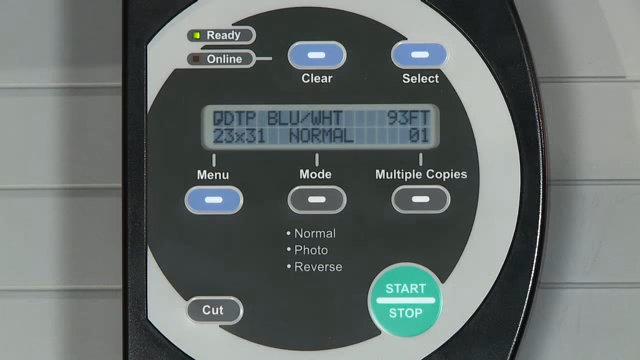 Ready
Online
Clear
Select
QDTP BLU/WHT 93FT
23x31 NORMAL 01
Menu
Mode
Multiple Copies
• Normal
• Photo
• Reverse
Cut
START
STOP